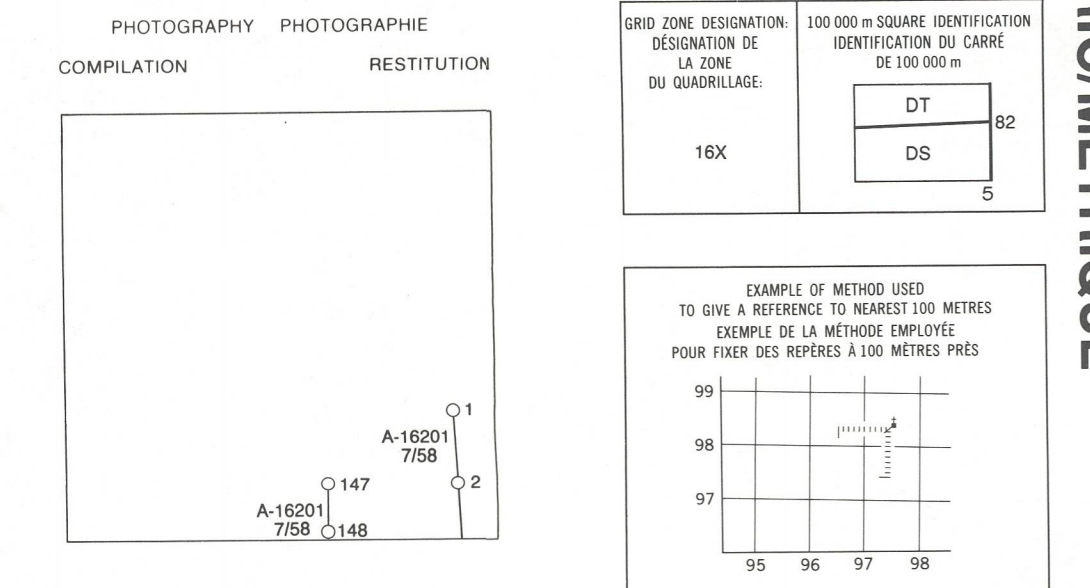 PHOTOGRAPHY PHOTOGRAPHIE
COMPILATION RESTITUTION
1
A-16201
7/58
2
147
A-16201
7/58
148
GRID ZONE DESIGNATION:
DÉSIGNATION DE
LA ZONE
DU QUADRILLAGE:
16X
100 000 m SQUARE IDENTIFICATION
IDENTIFICATION DU CARRÉ
DE 100 000 m
DT
82
DS
5
EXAMPLE OF METHOD USED
TO GIVE A REFERENCE TO NEAREST 100 METRES
EXEMPLE DE LA MÉTHODE EMPLOYÉE
POUR FIXER DES REPÈRES À 100 MÈTRES PRÈS
99
98
97
95 96 97 98